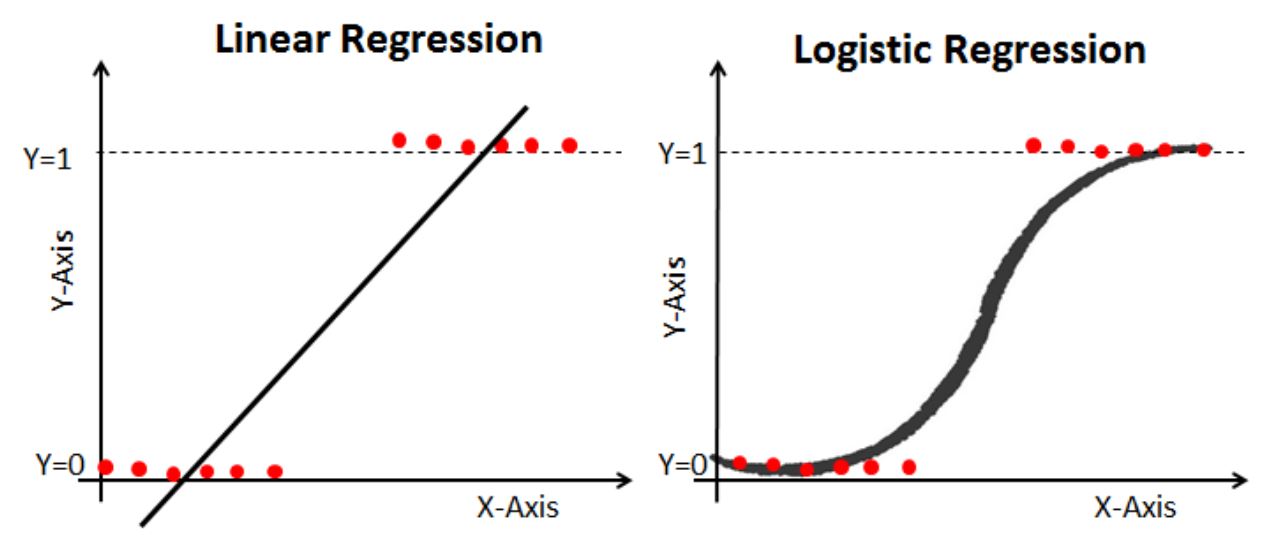 Linear Regression
Y=1
Y-Axis
Y=0
X-Axis
Logistic Regression
Y=1
Y-Axis
Y=0
X-Axis